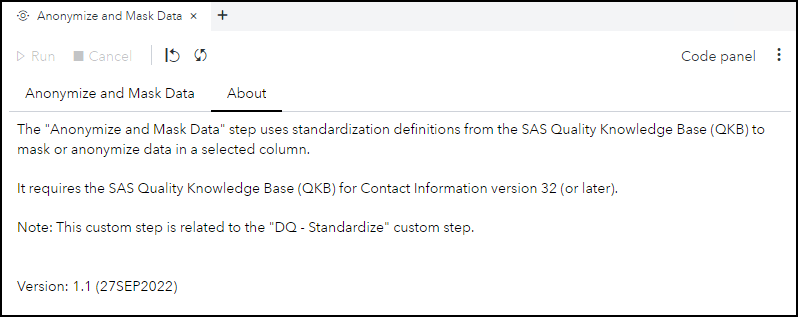 Anonymize and Mask Data × +
Run Cancel Code panel
Anonymize and Mask Data About
The "Anonymize and Mask Data" step uses standardization definitions from the SAS Quality Knowledge Base (QKB) to
mask or anonymize data in a selected column.
It requires the SAS Quality Knowledge Base (QKB) for Contact Information version 32 (or later).
Note: This custom step is related to the "DQ - Standardize" custom step.
Version: 1.1 (27SEP2022)